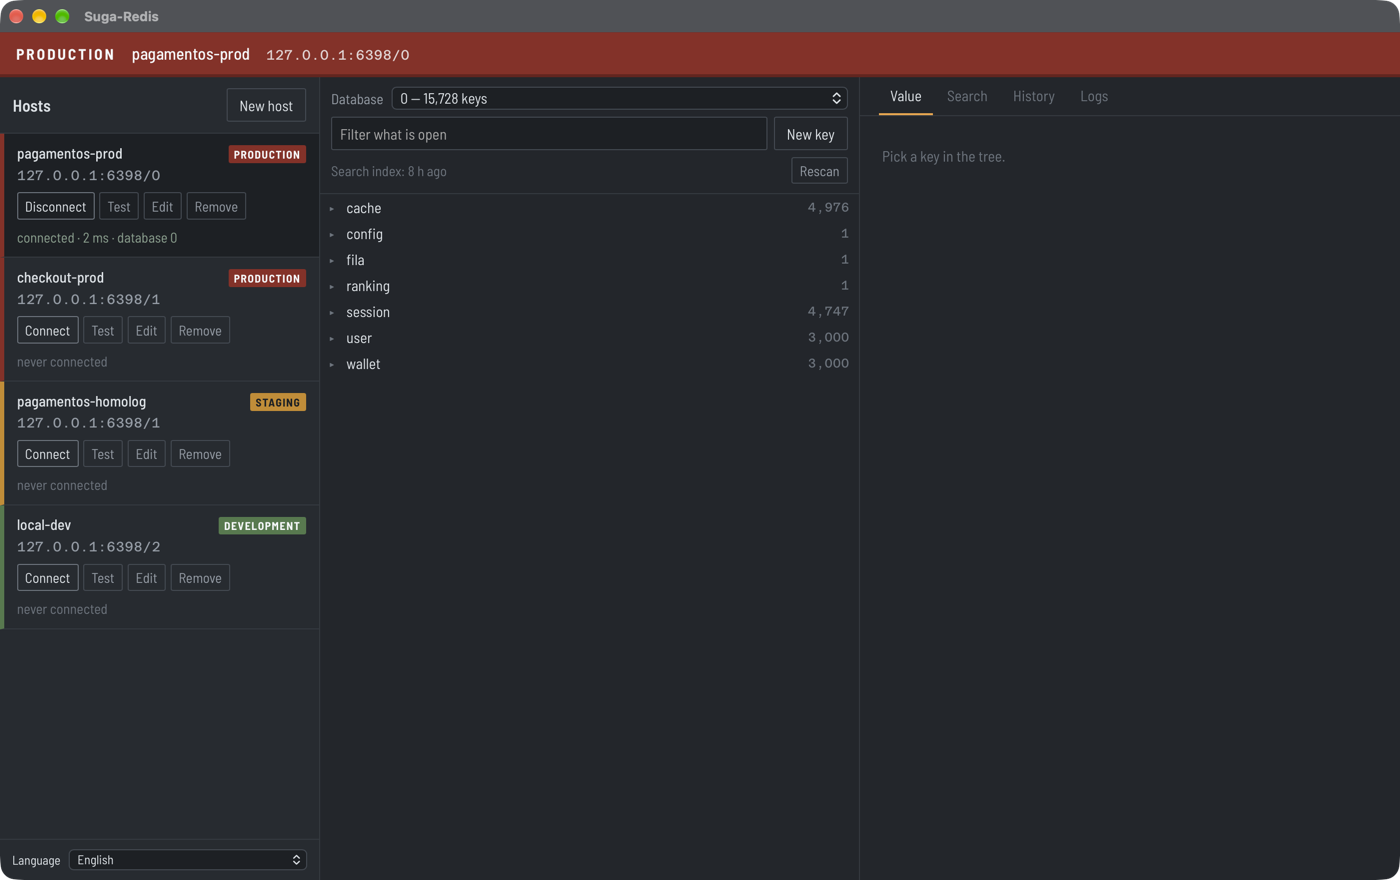 Suga-Redis
PRODUCTION pagamentos-prod 127.0.0.1:6398/0
Hosts
New host
pagamentos-prod PRODUCTION
127.0.0.1:6398/0
Disconnect Test Edit Remove
connected · 2 ms · database 0
checkout-prod PRODUCTION
127.0.0.1:6398/1
Connect Test Edit Remove
never connected
pagamentos-homolog STAGING
127.0.0.1:6398/1
Connect Test Edit Remove
never connected
local-dev DEVELOPMENT
127.0.0.1:6398/2
Connect Test Edit Remove
never connected
Language English
Database 0 — 15,728 keys
Filter what is open New key
Search index: 8 h ago Rescan
cache 4,976
config 1
fila 1
ranking 1
session 4,747
user 3,000
wallet 3,000
Value Search History Logs
Pick a key in the tree.